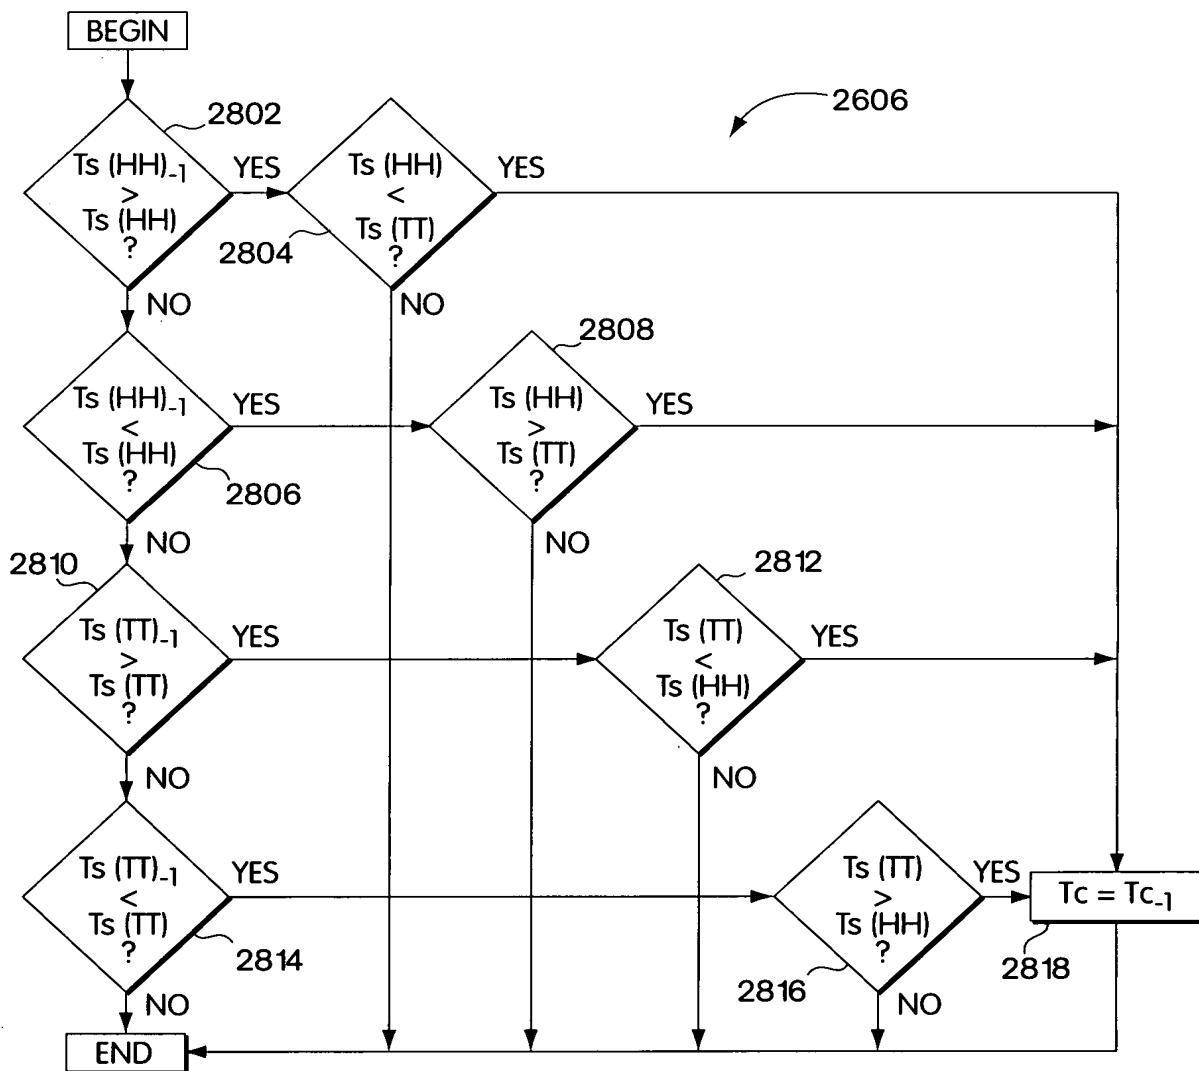 BEGIN
2802
2606
Ts (HH)-1
>
Ts (HH)
?
YES
Ts (HH)
<
Ts (TT)
?
YES
2804
NO
NO
2808
Ts (HH)-1
<
Ts (HH)
?
YES
Ts (HH)
>
Ts (TT)
?
YES
2806
NO
NO
2810
2812
Ts (TT)-1
>
Ts (TT)
?
YES
Ts (TT)
<
Ts (HH)
?
YES
NO
NO
Ts (TT)-1
<
Ts (TT)
?
YES
Ts (TT)
>
Ts (HH)
?
YES
Tc = Tc-1
2814
2816
2818
NO
NO
END